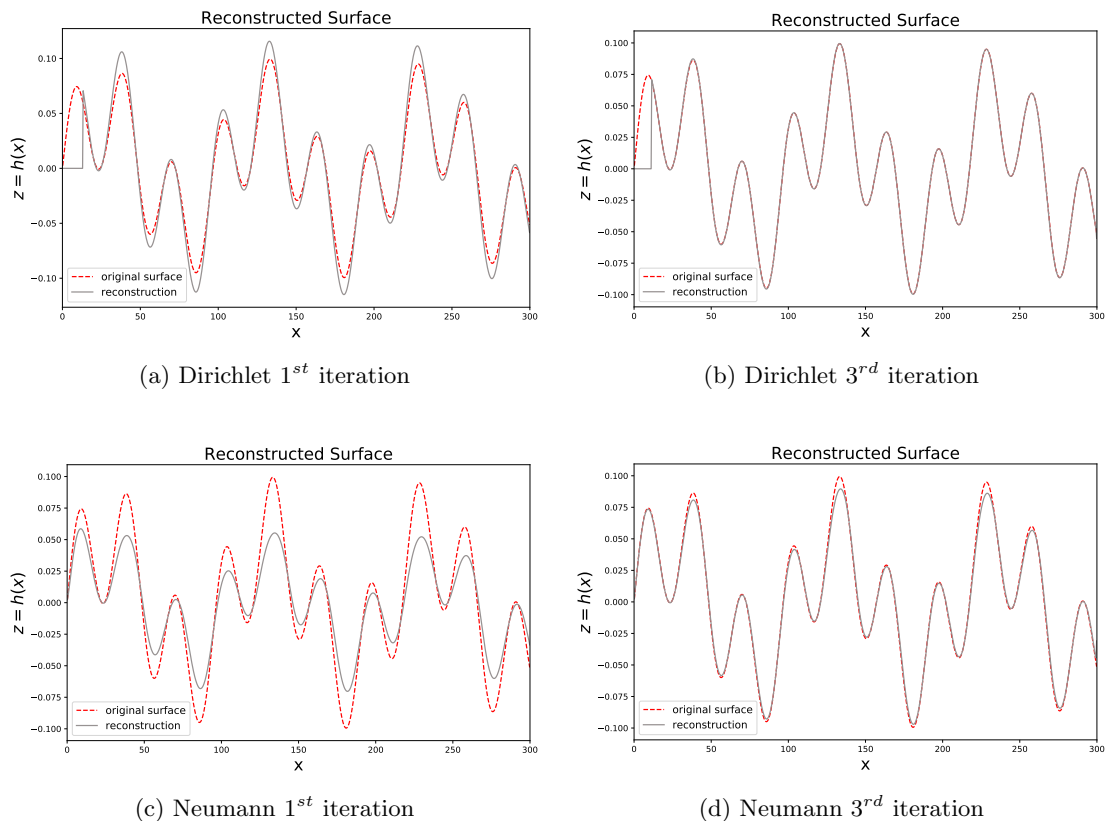 Reconstructed Surface
0.10
0.05
0.00
−0.05
−0.10
z = h(x)
original surface
reconstruction
0 50 100 150 200 250 300
x
(a) Dirichlet 1st iteration
Reconstructed Surface
0.100
0.075
0.050
0.025
0.000
−0.025
−0.050
−0.075
−0.100
z = h(x)
original surface
reconstruction
0 50 100 150 200 250 300
x
(b) Dirichlet 3rd iteration
Reconstructed Surface
0.100
0.075
0.050
0.025
0.000
−0.025
−0.050
−0.075
−0.100
z = h(x)
original surface
reconstruction
0 50 100 150 200 250 300
x
(c) Neumann 1st iteration
Reconstructed Surface
0.100
0.075
0.050
0.025
0.000
−0.025
−0.050
−0.075
−0.100
z = h(x)
original surface
reconstruction
0 50 100 150 200 250 300
x
(d) Neumann 3rd iteration